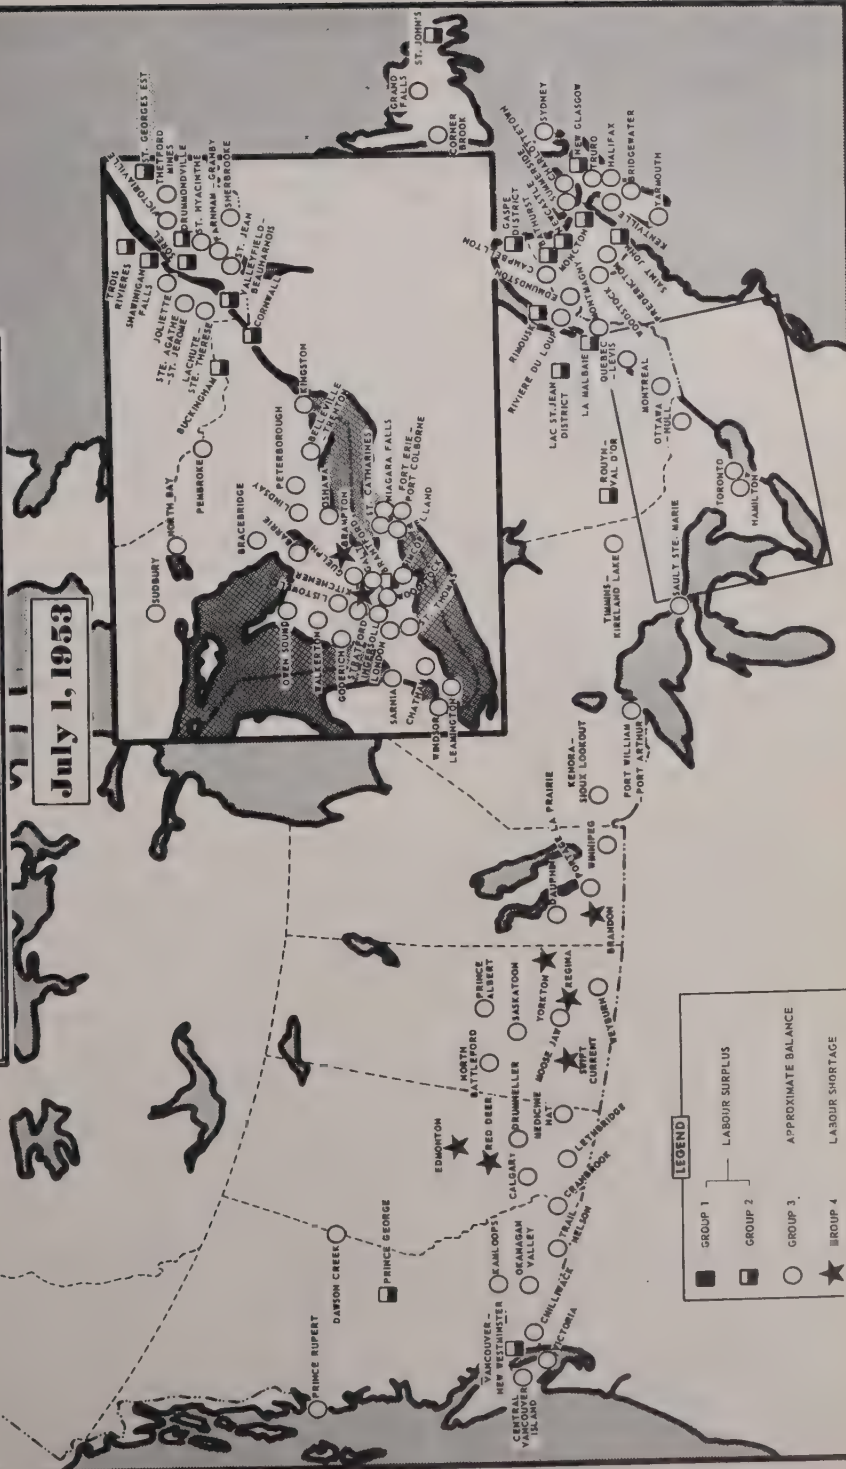 July 1, 1953
ST. JOHN'S
GRAND
FALLS
CORNER
BROOK
ST. GEORGES EST
THETFORD
MINES
VICTORIAVILLE
DRUMMONDVILLE
SOREL
ST. HYACINTHE
FARNHAM - GRANBY
SHERBROOKE
ST. JEAN
VALLEYFIELD -
BEAUHARNOIS
CORNWALL
TROIS
RIVIERES
SHAWINIGAN
FALLS
JOLIETTE
STE. AGATHE
- ST. JEROME
LACHUTE -
STE. THERESE
BUCKINGHAM
PEMBROKE
NORTH BAY
SUDBURY
KINGSTON
BELLEVILLE
- TRENTON
PETERBOROUGH
LINDSAY
OSHAWA
BRACEBRIDGE
BARRIE
BRAMPTON
ST. CATHARINES
NIAGARA FALLS
FORT ERIE -
PORT COLBORNE
GUELPH
KITCHENER
LISTOWEL
OWEN SOUND
WALKERTON
GODERICH
STRATFORD
INGERSOLL
LONDON
ST. THOMAS
SARNIA
CHATHAM
WINDSOR
LEAMINGTON
SYDNEY
NEW GLASGOW
TRURO
HALIFAX
BRIDGEWATER
YARMOUTH
KENTVILLE
CHARLOTTETOWN
SUMMERSIDE
NEWCASTLE
MONCTON
BATHURST
GASPE
DISTRICT
CAMPBELLTON
EDMUNDSTON
SAINT JOHN
FREDERICTON
WOODSTOCK
MONTMAGNY
RIMOUSKI
RIVIERE DU LOUP
LA MALBAIE
LAC ST. JEAN
DISTRICT
QUEBEC
- LEVIS
MONTREAL
OTTAWA
HULL
ROUYN-
VAL D'OR
TORONTO
HAMILTON
TIMMINS -
KIRKLAND LAKE
SAULT STE. MARIE
FORT WILLIAM
- PORT ARTHUR
KENORA -
SIOUX LOOKOUT
WINNIPEG
PORTAGE LA PRAIRIE
DAUPHIN
BRANDON
YORKTON
REGINA
WEYBURN
MOOSE JAW
SWIFT
CURRENT
PRINCE
ALBERT
SASKATOON
NORTH
BATTLEFORD
DRUMHELLER
MEDICINE
HAT
LETHBRIDGE
EDMONTON
RED DEER
CALGARY
CRANBROOK
TRAIL -
NELSON
KAMLOOPS
OKANAGAN
VALLEY
CHILLIWACK
VICTORIA
VANCOUVER -
NEW WESTMINSTER
CENTRAL
VANCOUVER
ISLAND
DAWSON CREEK
PRINCE GEORGE
PRINCE RUPERT
LEGEND
GROUP 1
GROUP 2
LABOUR SURPLUS
GROUP 3
APPROXIMATE BALANCE
GROUP 4
LABOUR SHORTAGE